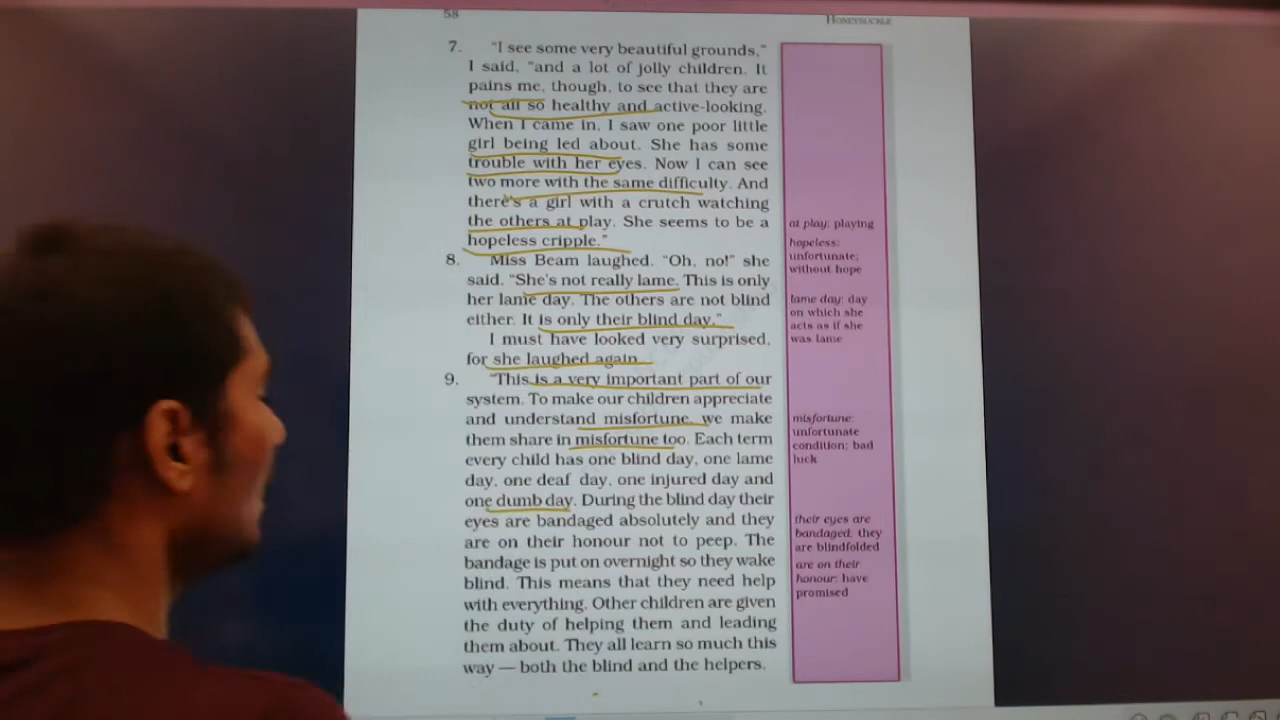 58
HONEYSUCKLE
7. "I see some very beautiful grounds,"
I said, "and a lot of jolly children. It
pains me, though, to see that they are
not all so healthy and active-looking.
When I came in, I saw one poor little
girl being led about. She has some
trouble with her eyes. Now I can see
two more with the same difficulty. And
there's a girl with a crutch watching
the others at play. She seems to be a
hopeless cripple."
8. Miss Beam laughed. "Oh, no!" she
said. "She's not really lame. This is only
her lame day. The others are not blind
either. It is only their blind day."
I must have looked very surprised,
for she laughed again.
9. "This is a very important part of our
system. To make our children appreciate
and understand misfortune, we make
them share in misfortune too. Each term
every child has one blind day, one lame
day, one deaf day, one injured day and
one dumb day. During the blind day their
eyes are bandaged absolutely and they
are on their honour not to peep. The
bandage is put on overnight so they wake
blind. This means that they need help
with everything. Other children are given
the duty of helping them and leading
them about. They all learn so much this
way — both the blind and the helpers.
at play: playing
hopeless:
unfortunate;
without hope
lame day: day
on which she
acts as if she
was lame
misfortune:
unfortunate
condition; bad
luck
their eyes are
bandaged: they
are blindfolded
are on their
honour: have
promised